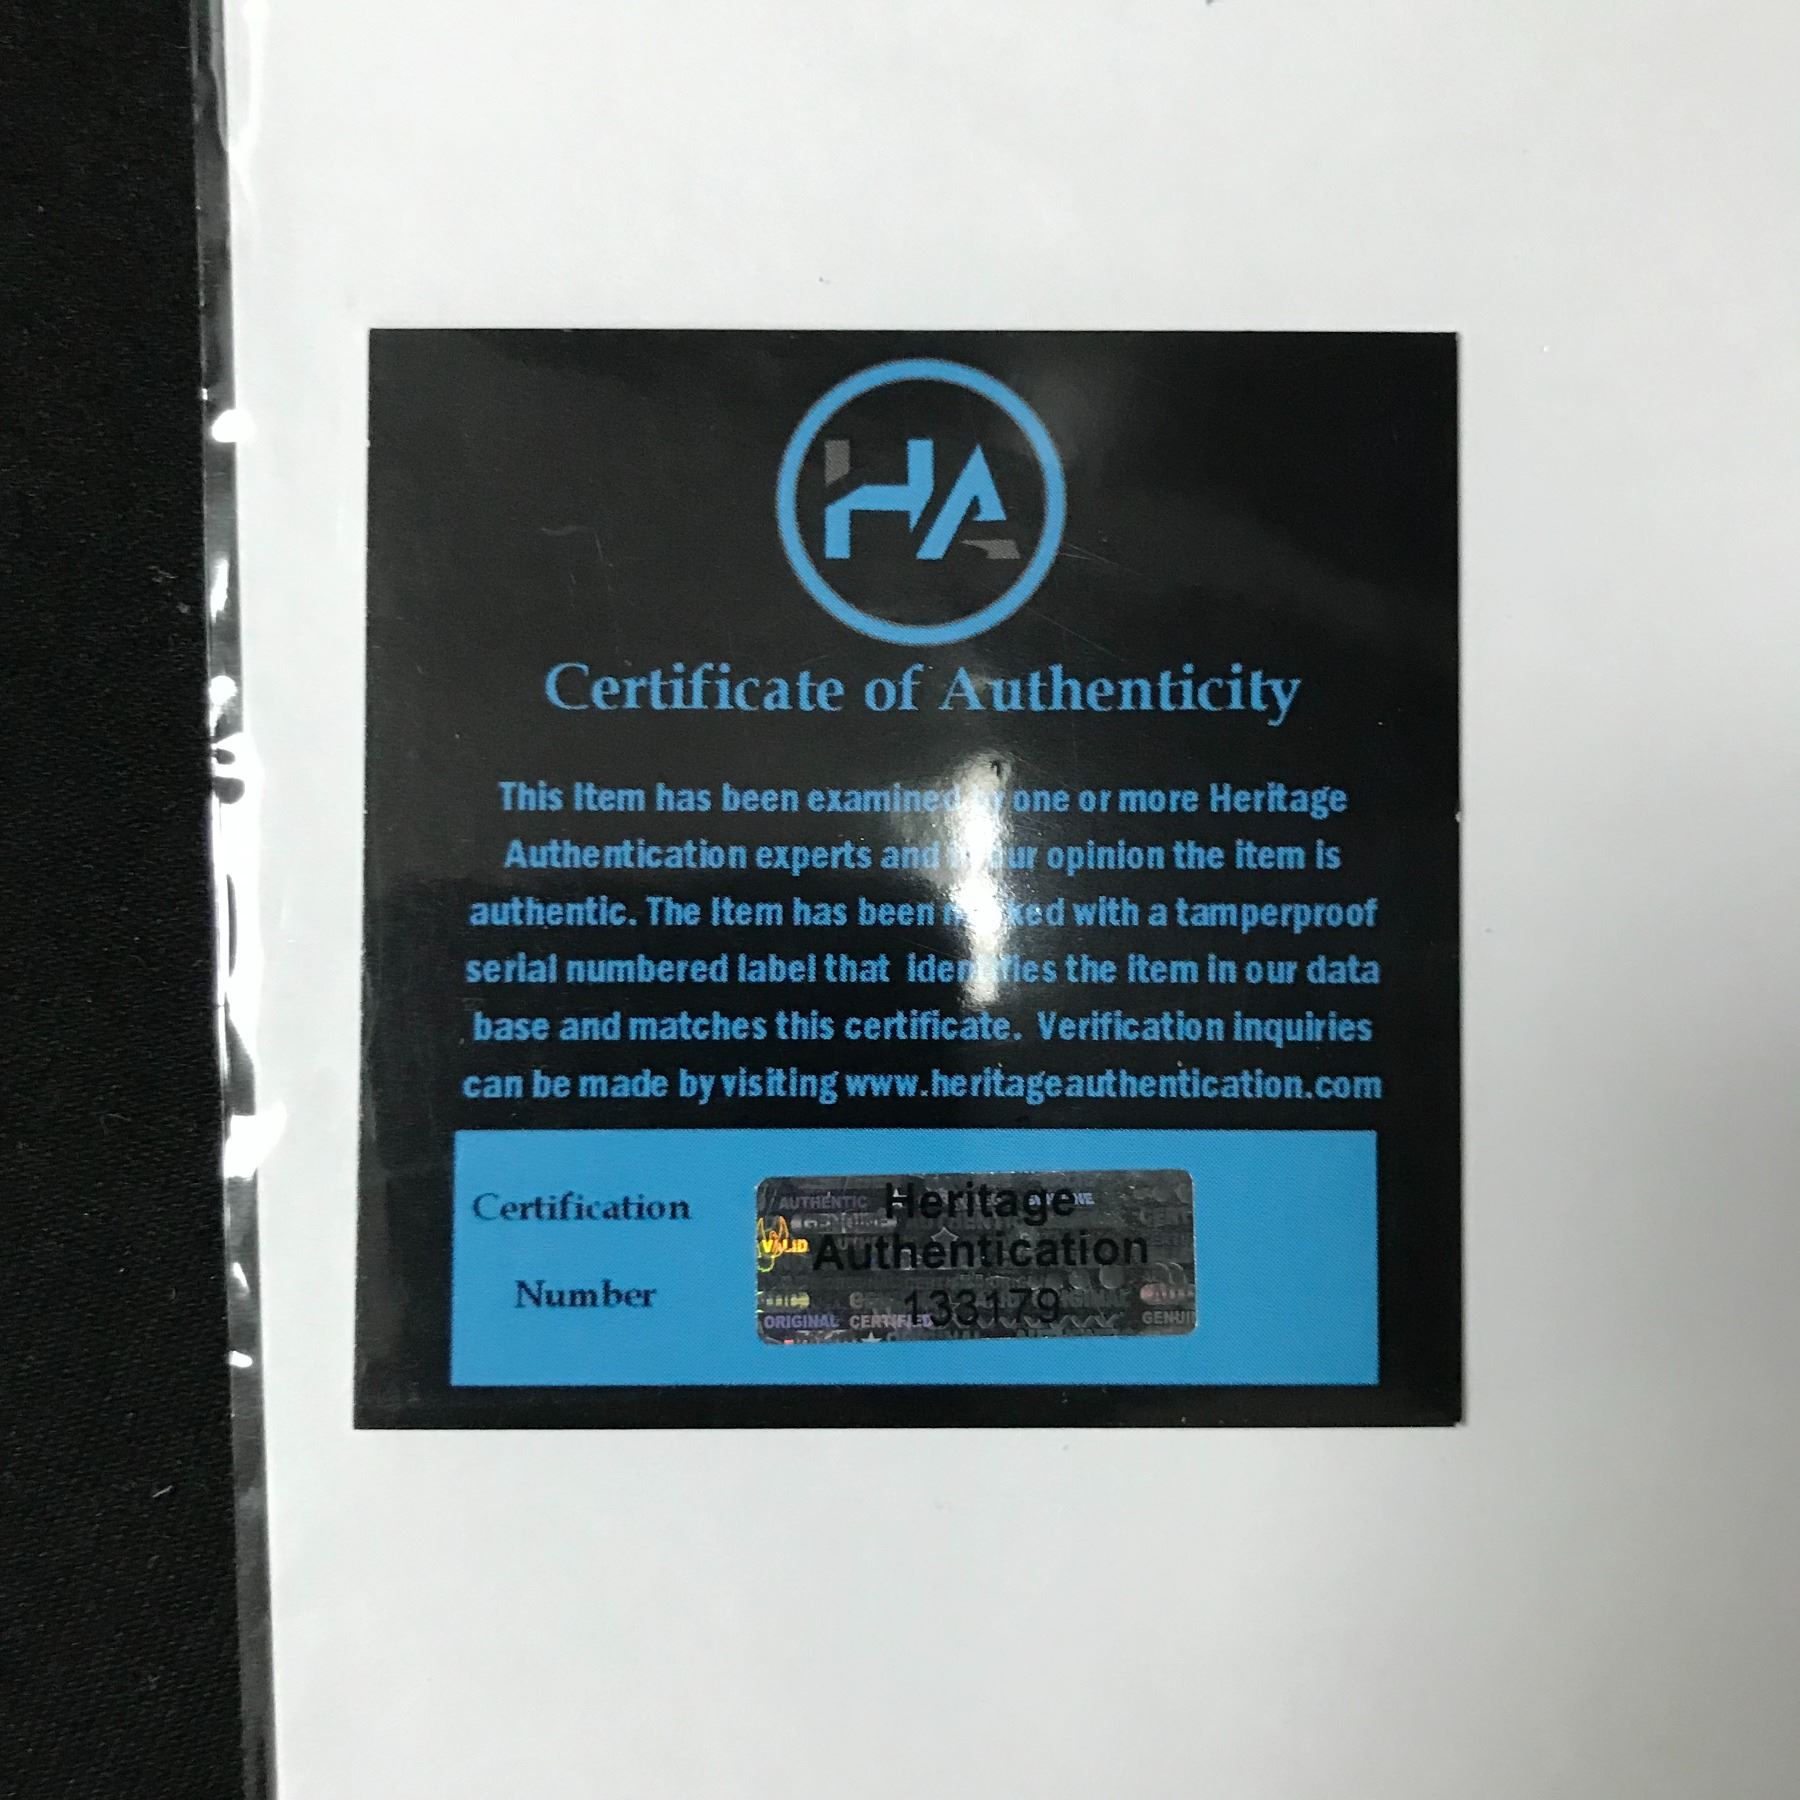 HA
Certificate of Authenticity
This Item has been examined one or more Heritage
Authentication experts and our opinion the item is
authentic. The Item has been marked with a tamperproof
serial numbered label that identifies the Item in our data
base and matches this certificate. Verification inquiries
can be made by visiting www.heritageauthentication.com
Certification
Number
AUTHENTIC
Heritage
GENUINE
VALID
Authentication
133179
ORIGINAL CERTIFIED